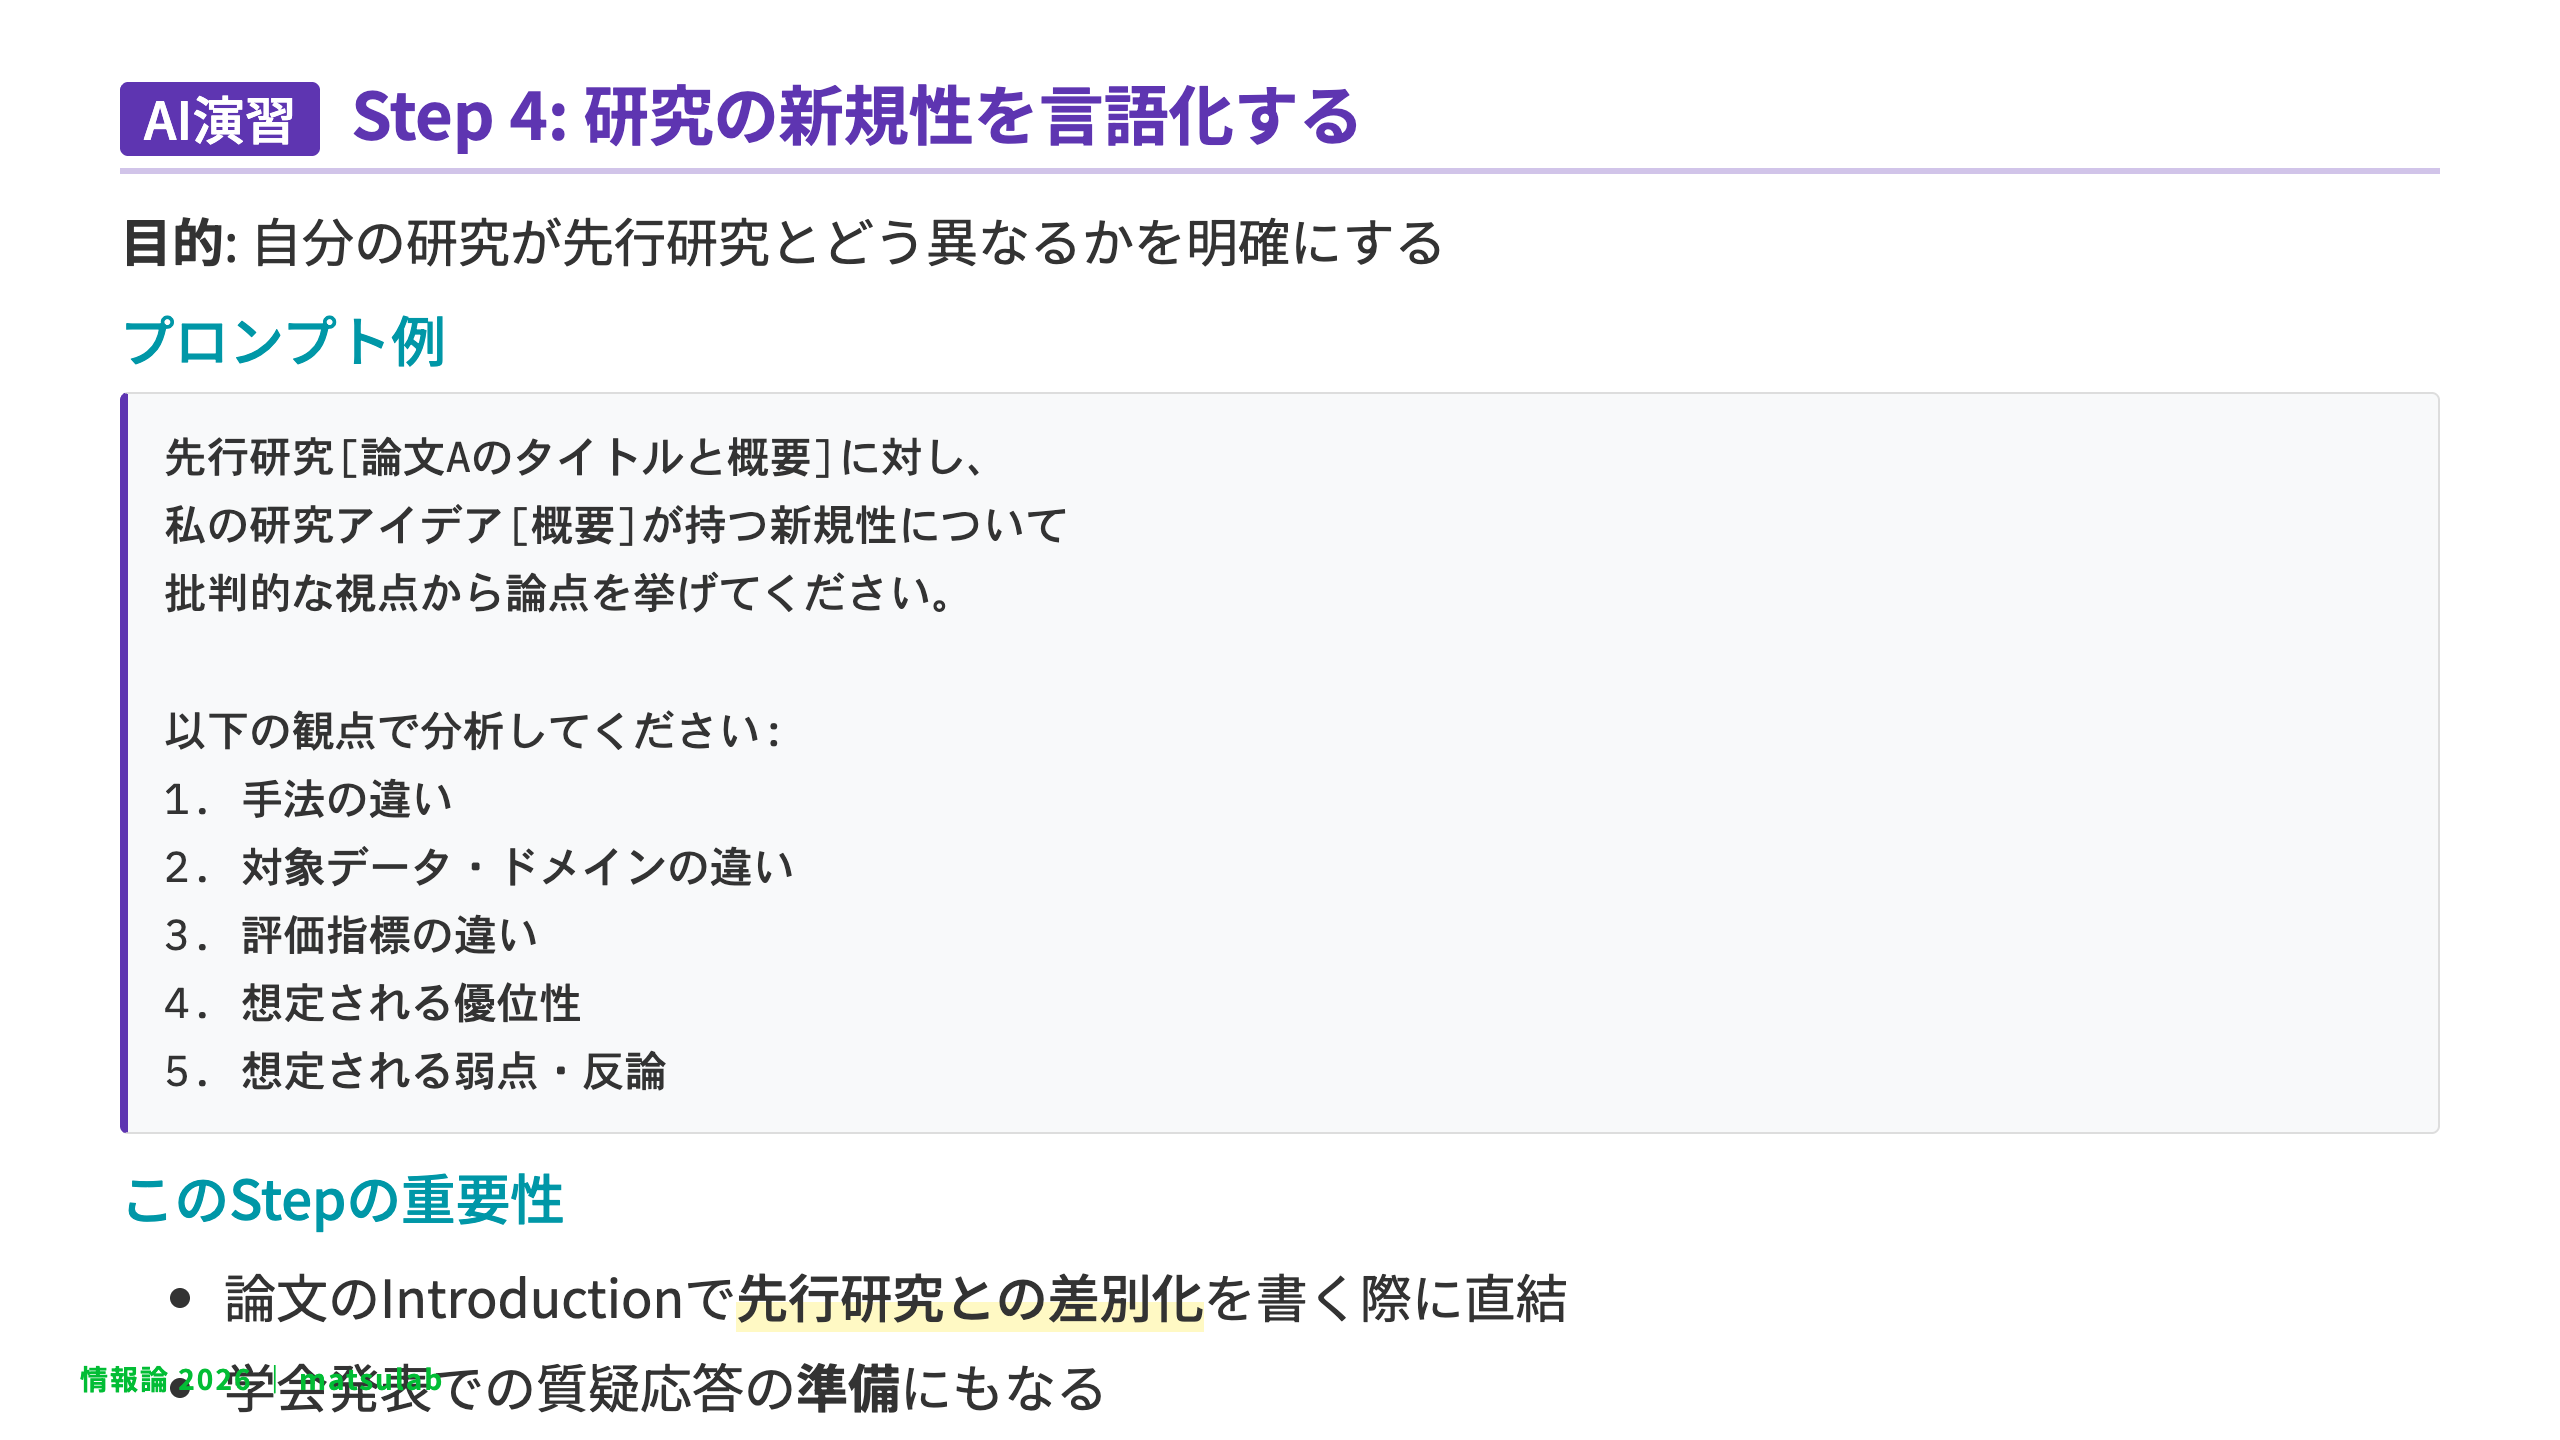 AI演習 Step 4: 研究の新規性を言語化する
目的: 自分の研究が先行研究とどう異なるかを明確にする
プロンプト例
先行研究[論文Aのタイトルと概要]に対し、
私の研究アイデア[概要]が持つ新規性について
批判的な視点から論点を挙げてください。
以下の観点で分析してください:
1. 手法の違い
2. 対象データ・ドメインの違い
3. 評価指標の違い
4. 想定される優位性
5. 想定される弱点・反論
このStepの重要性
• 論文のIntroductionで先行研究との差別化を書く際に直結
• 学会発表での質疑応答の準備にもなる
情報論 2026 | matsulab